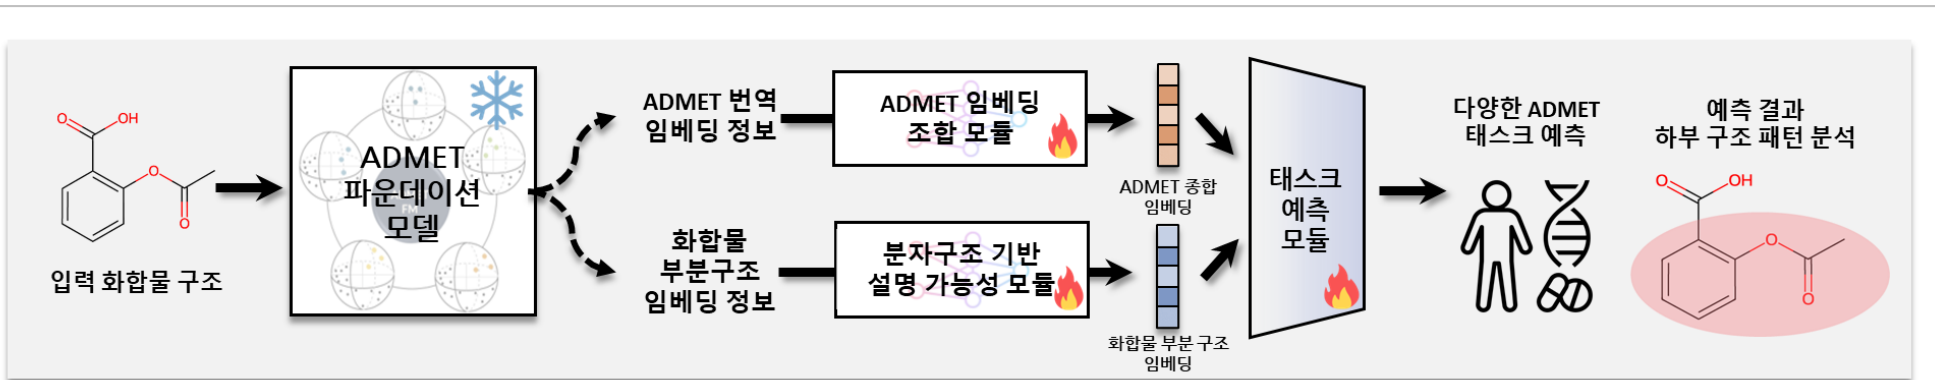 O
OH
O
O
입력 화합물 구조
ADMET
파운데이션
FM
모델
ADMET 번역
임베딩 정보
화합물
부분구조
임베딩 정보
ADMET 임베딩
조합 모듈
분자구조 기반
설명 가능성 모듈
ADMET 종합
임베딩
화합물 부분 구조
임베딩
태스크
예측
모듈
다양한 ADMET
태스크 예측
예측 결과
하부 구조 패턴 분석
O
OH
O
O